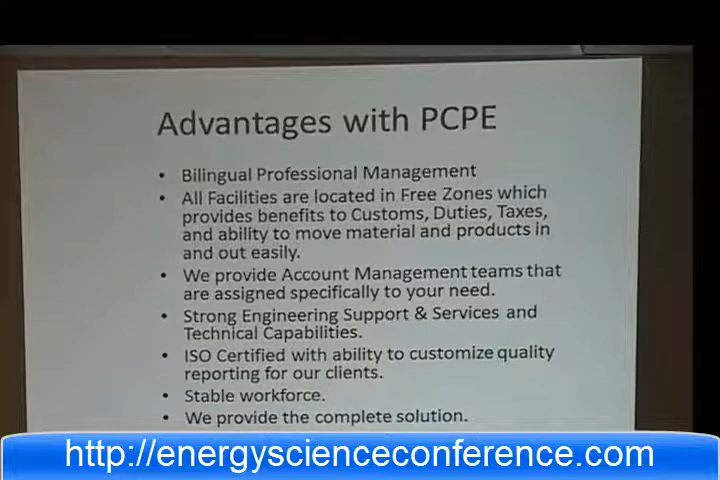 Advantages with PCPE
• Bilingual Professional Management
• All Facilities are located in Free Zones which
provides benefits to Customs, Duties, Taxes,
and ability to move material and products in
and out easily.
• We provide Account Management teams that
are assigned specifically to your need.
• Strong Engineering Support & Services and
Technical Capabilities.
• ISO Certified with ability to customize quality
reporting for our clients.
• Stable workforce.
• We provide the complete solution.
http://energyscienceconference.com